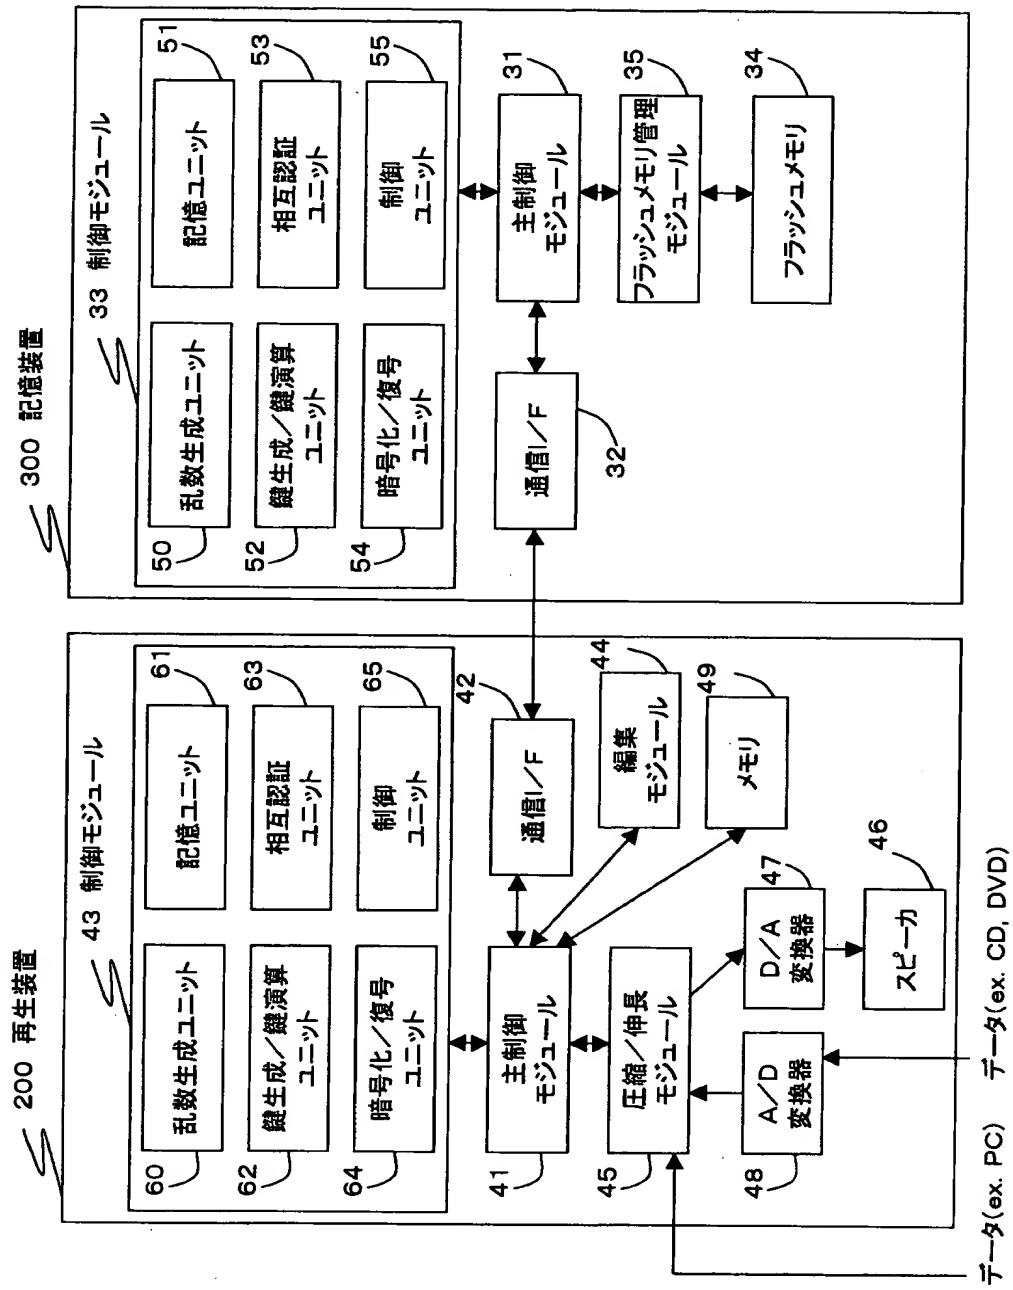 200 再生装置
43 制御モジュール
60
乱数生成ユニット
61
記憶ユニット
62
鍵生成／鍵演算
ユニット
63
相互認証
ユニット
64
暗号化／復号
ユニット
65
制御
ユニット
41
主制御
モジュール
42
通信I／F
45
圧縮／伸長
モジュール
44
編集
モジュール
49
メモリ
48
A／D
変換器
47
D／A
変換器
46
スピーカ
データ(ex. PC)
データ(ex. CD, DVD)
300 記憶装置
33 制御モジュール
50
乱数生成ユニット
51
記憶ユニット
52
鍵生成／鍵演算
ユニット
53
相互認証
ユニット
54
暗号化／復号
ユニット
55
制御
ユニット
32
通信I／F
31
主制御
モジュール
35
フラッシュメモリ管理
モジュール
34
フラッシュメモリ